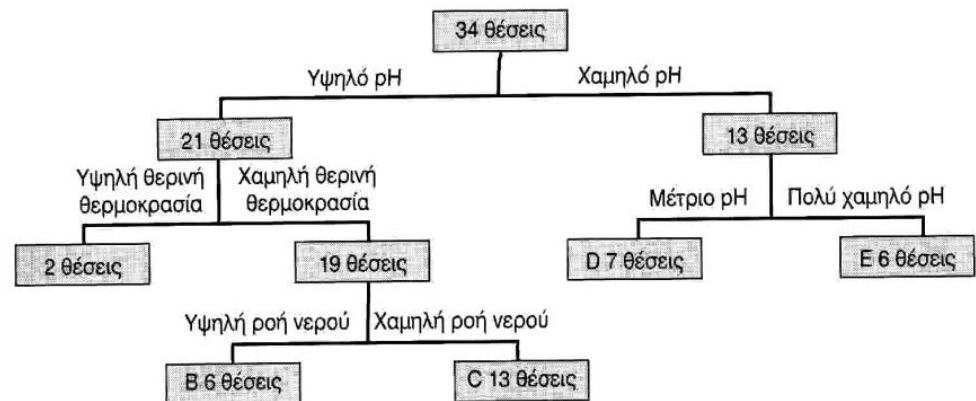 34 θέσεις
Υψηλό pH
Χαμηλό pH
21 θέσεις
13 θέσεις
Υψηλή θερινή
θερμοκρασία
Χαμηλή θερινή
θερμοκρασία
Μέτριο pH
Πολύ χαμηλό pH
2 θέσεις
19 θέσεις
D 7 θέσεις
E 6 θέσεις
Υψηλή ροή νερού
Χαμηλή ροή νερού
B 6 θέσεις
C 13 θέσεις